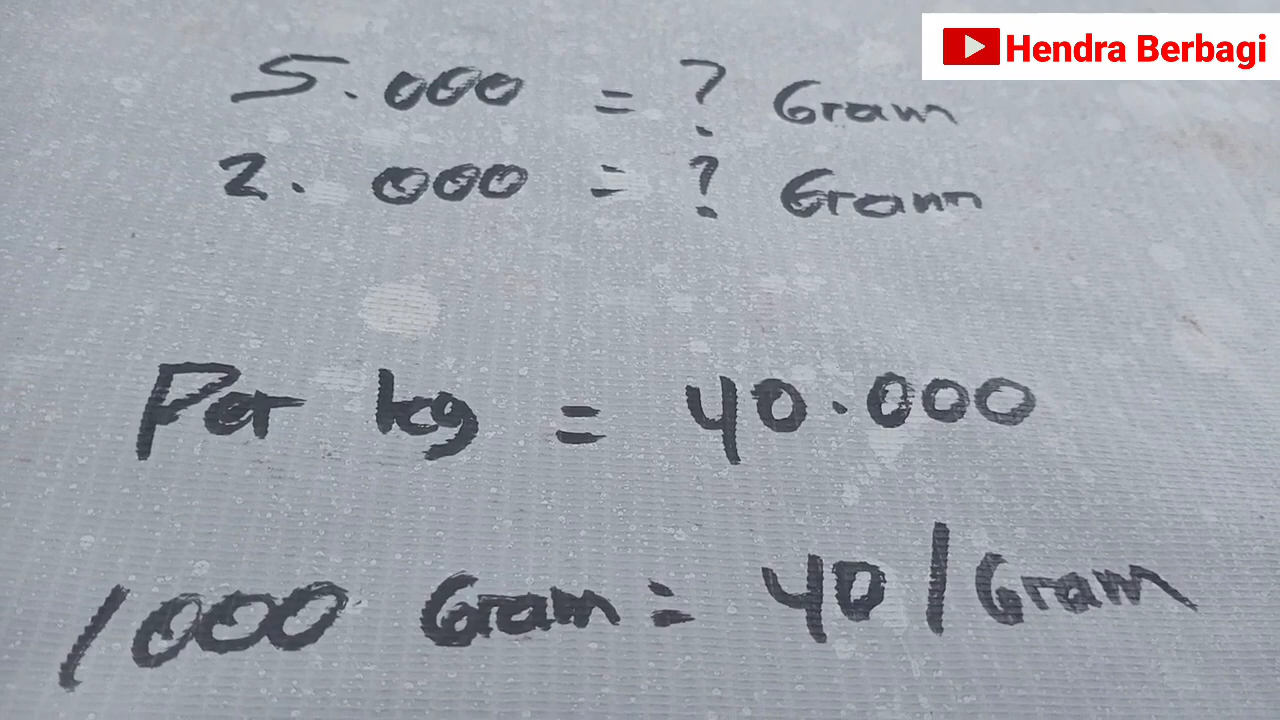 Hendra Berbagi
5.000 = ? Gram
2.000 = ? Gram
Per kg = 40.000
1000 Gram = 40/Gram